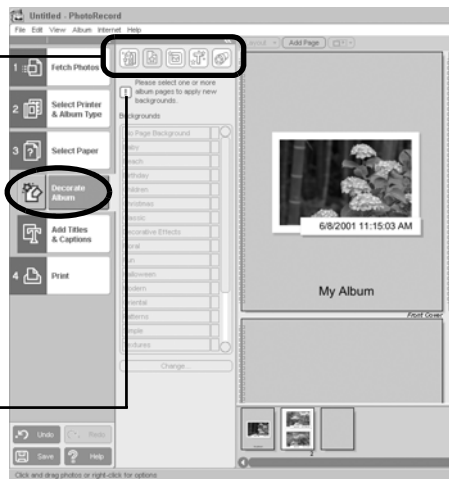 Untitled - PhotoRecord
File Edit View Album Internet Help
Add Page
1 Fetch Photos
Please select one or more
album pages to apply new
backgrounds.
2 Select Printer
& Album Type
Backgrounds
No Page Background
Baby
Beach
3 Select Paper
Birthday
Children
Christmas
Decorate
Album
Classic
Decorative Effects
Floral
Fun
Add Titles
& Captions
Halloween
Modern
Oriental
4 Print
Patterns
Simple
Textures
Change...
6/8/2001 11:15:03 AM
My Album
Front Cover
2
Undo
Redo
Save
? Help
Click and drag photos or right-click for options.